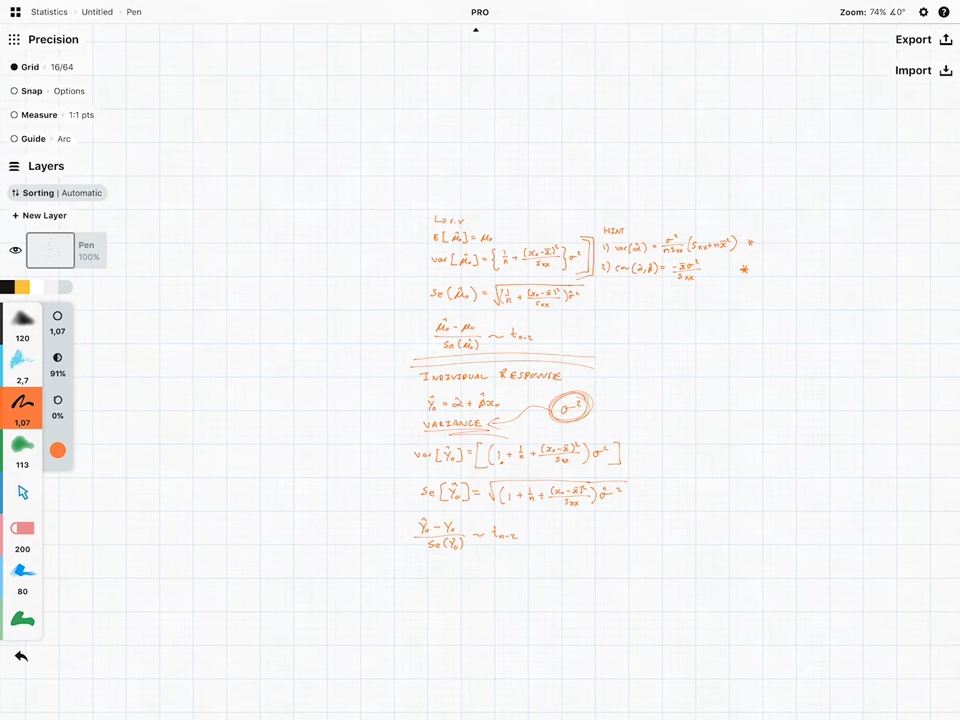 Statistics › Untitled › Pen
PRO
Zoom: 74% ∡0°
Precision
Grid › 16/64
Snap › Options
Measure › 1:1 pts
Guide › Arc
Layers
Sorting | Automatic
+ New Layer
Pen
100%
120
2,7
1,07
113
200
80
1,07
91%
0%
Export
Import
↳ r.v
E[μ̂₀] = μ₀
var[μ̂₀] = {1/n + (x₀-x̄)²/Sxx}σ²
se(μ̂₀) = √((1/n + (x₀-x̄)²/Sxx)σ̂²)
(μ̂₀ - μ₀)/se(μ̂₀) ~ tₙ₋₂
HINT
1) var(α̂) = σ²/(n Sxx) (Sxx + nx̄²) *
2) cov(α̂,β̂) = -x̄σ²/Sxx *
INDIVIDUAL RESPONSE
Ŷ₀ = α̂ + β̂x₀
σ²
VARIANCE
var[Ŷ₀] = [(1 + 1/n + (x₀-x̄)²/Sxx)σ²]
se[Ŷ₀] = √((1 + 1/n + (x₀-x̄)²/Sxx)σ̂²)
(Ŷ₀ - Y₀)/se(Ŷ₀) ~ tₙ₋₂